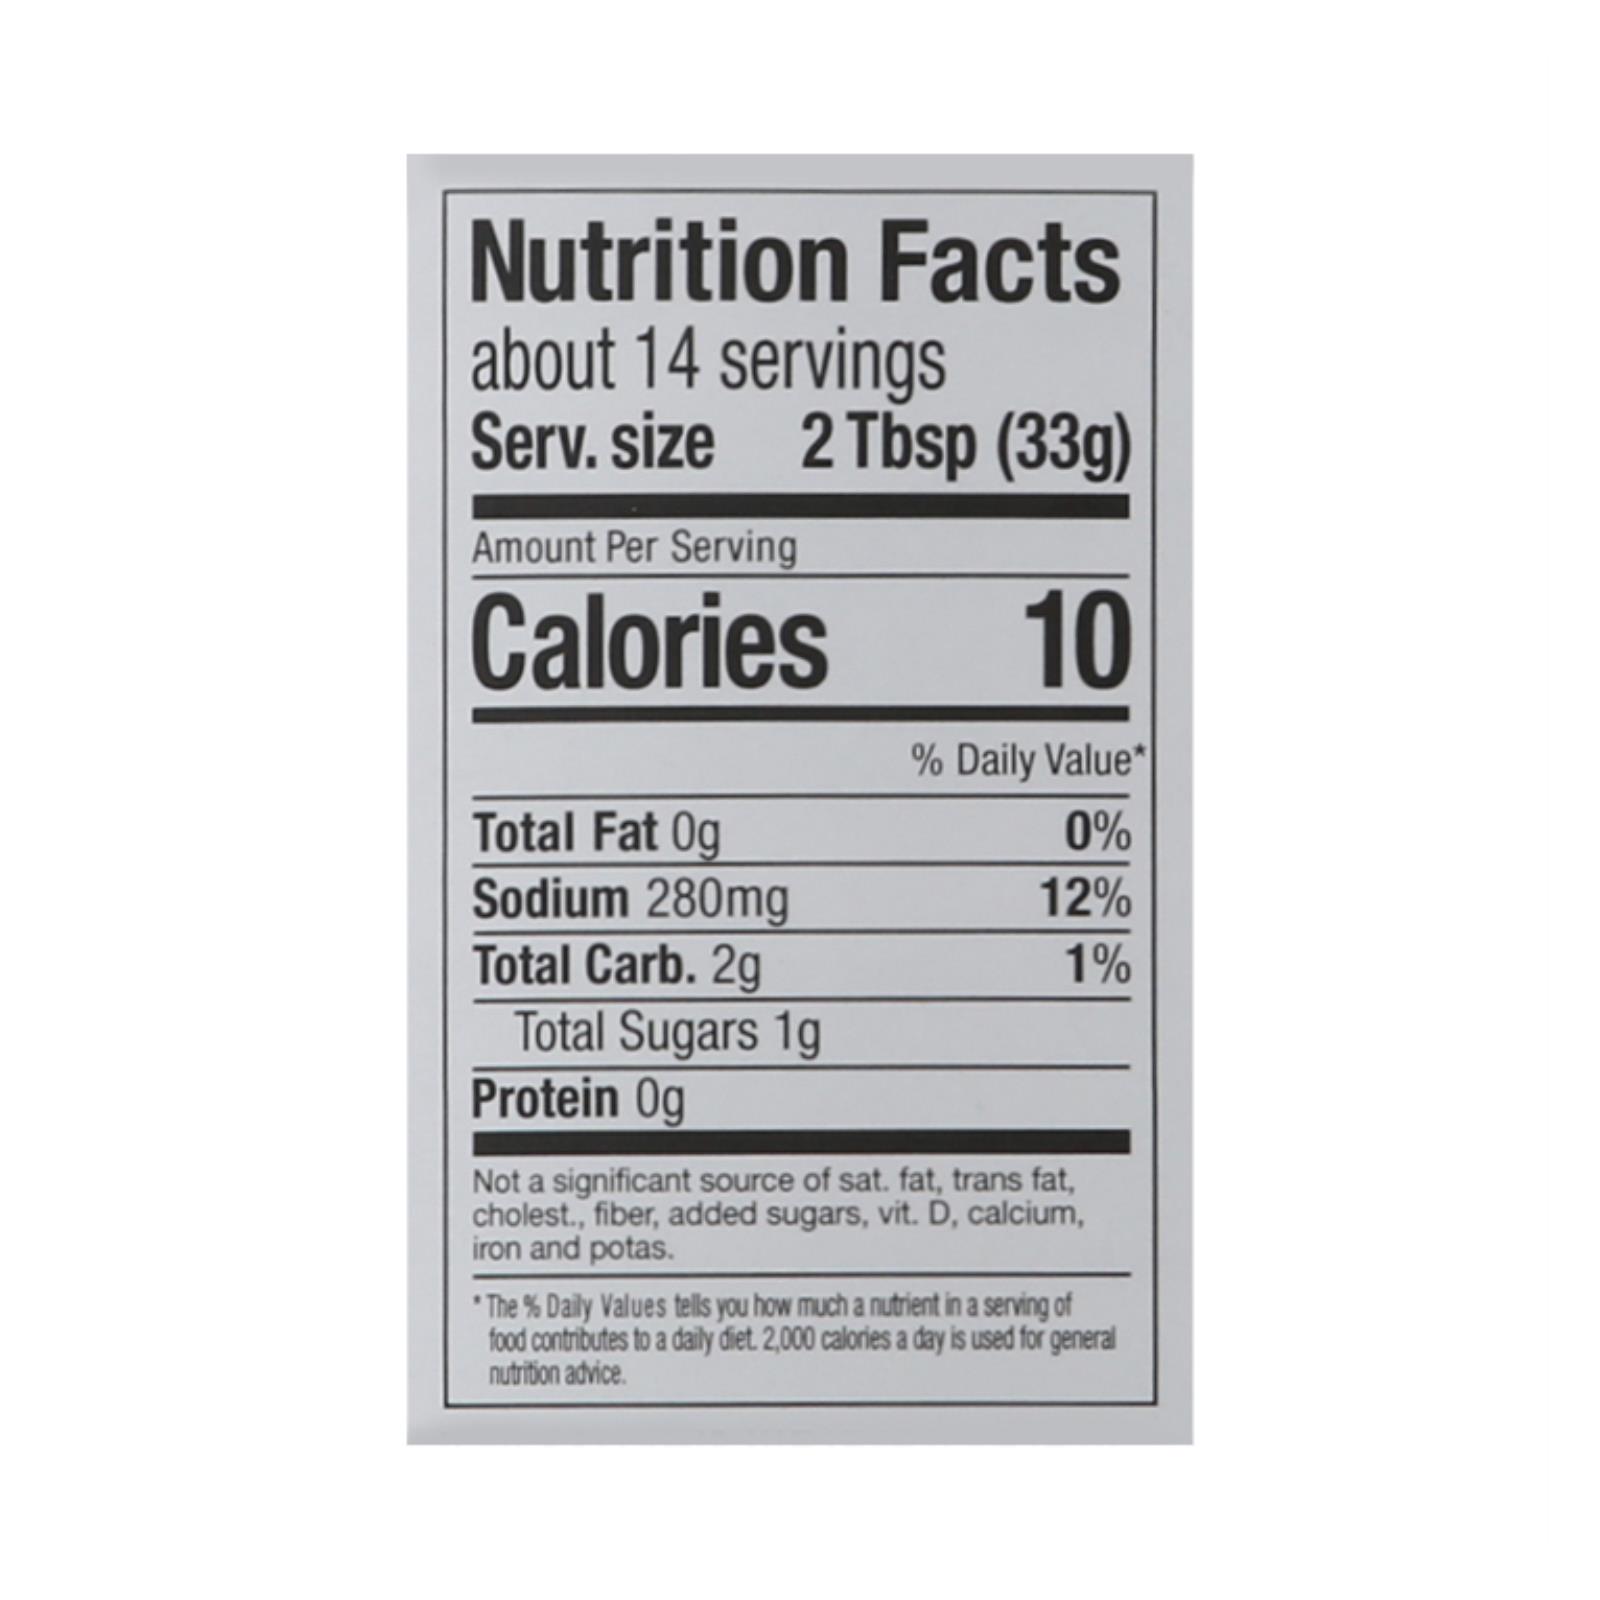 Nutrition Facts
about 14 servings
Serv. size 2 Tbsp (33g)
Amount Per Serving
Calories 10
% Daily Value*
Total Fat 0g 0%
Sodium 280mg 12%
Total Carb. 2g 1%
Total Sugars 1g
Protein 0g
Not a significant source of sat. fat, trans fat,
cholest., fiber, added sugars, vit. D, calcium,
iron and potas.
* The % Daily Values tells you how much a nutrient in a serving of
food contributes to a daily diet. 2,000 calories a day is used for general
nutrition advice.